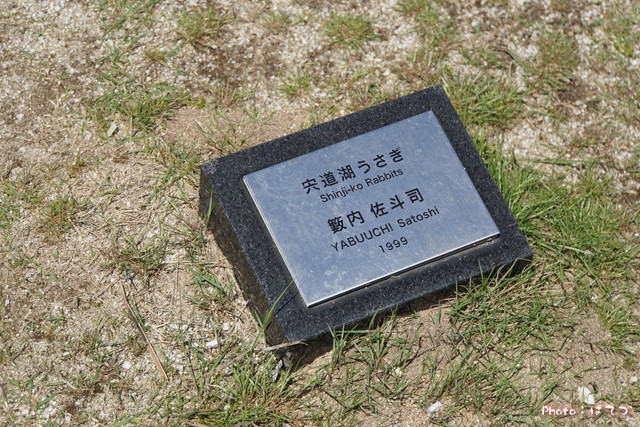 宍道湖うさぎ
Shinji-ko Rabbits
籔内 佐斗司
YABUUCHI Satoshi
1999
Photo:はてつ